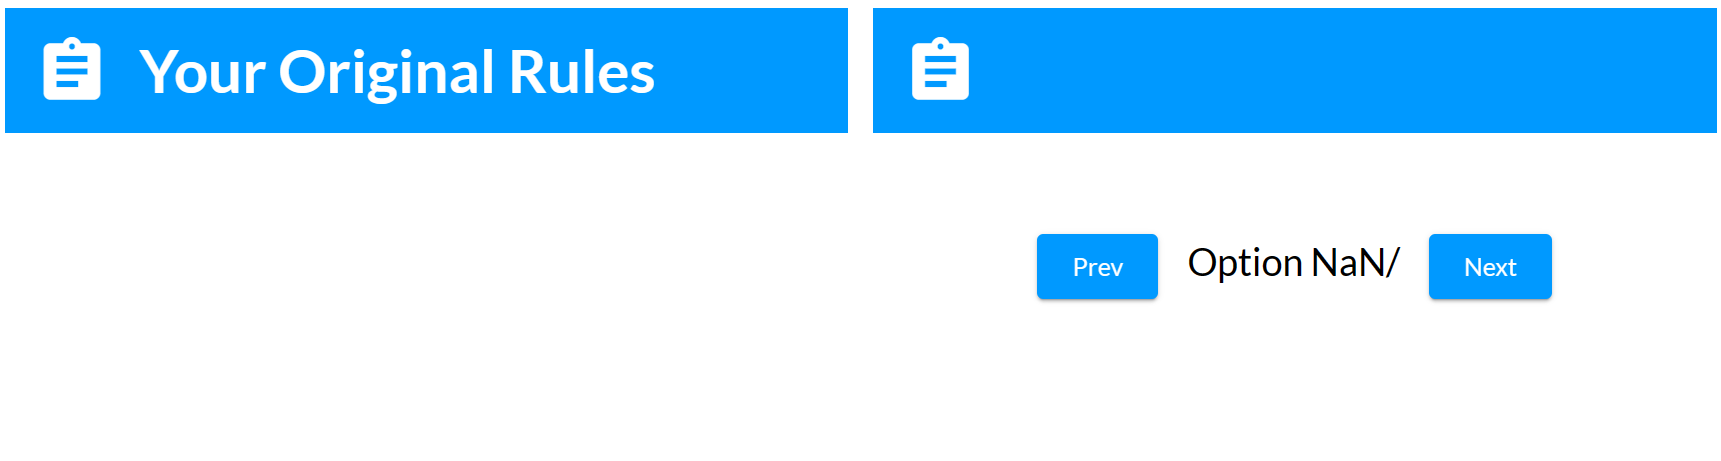 Your Original Rules
Prev
Option NaN/
Next